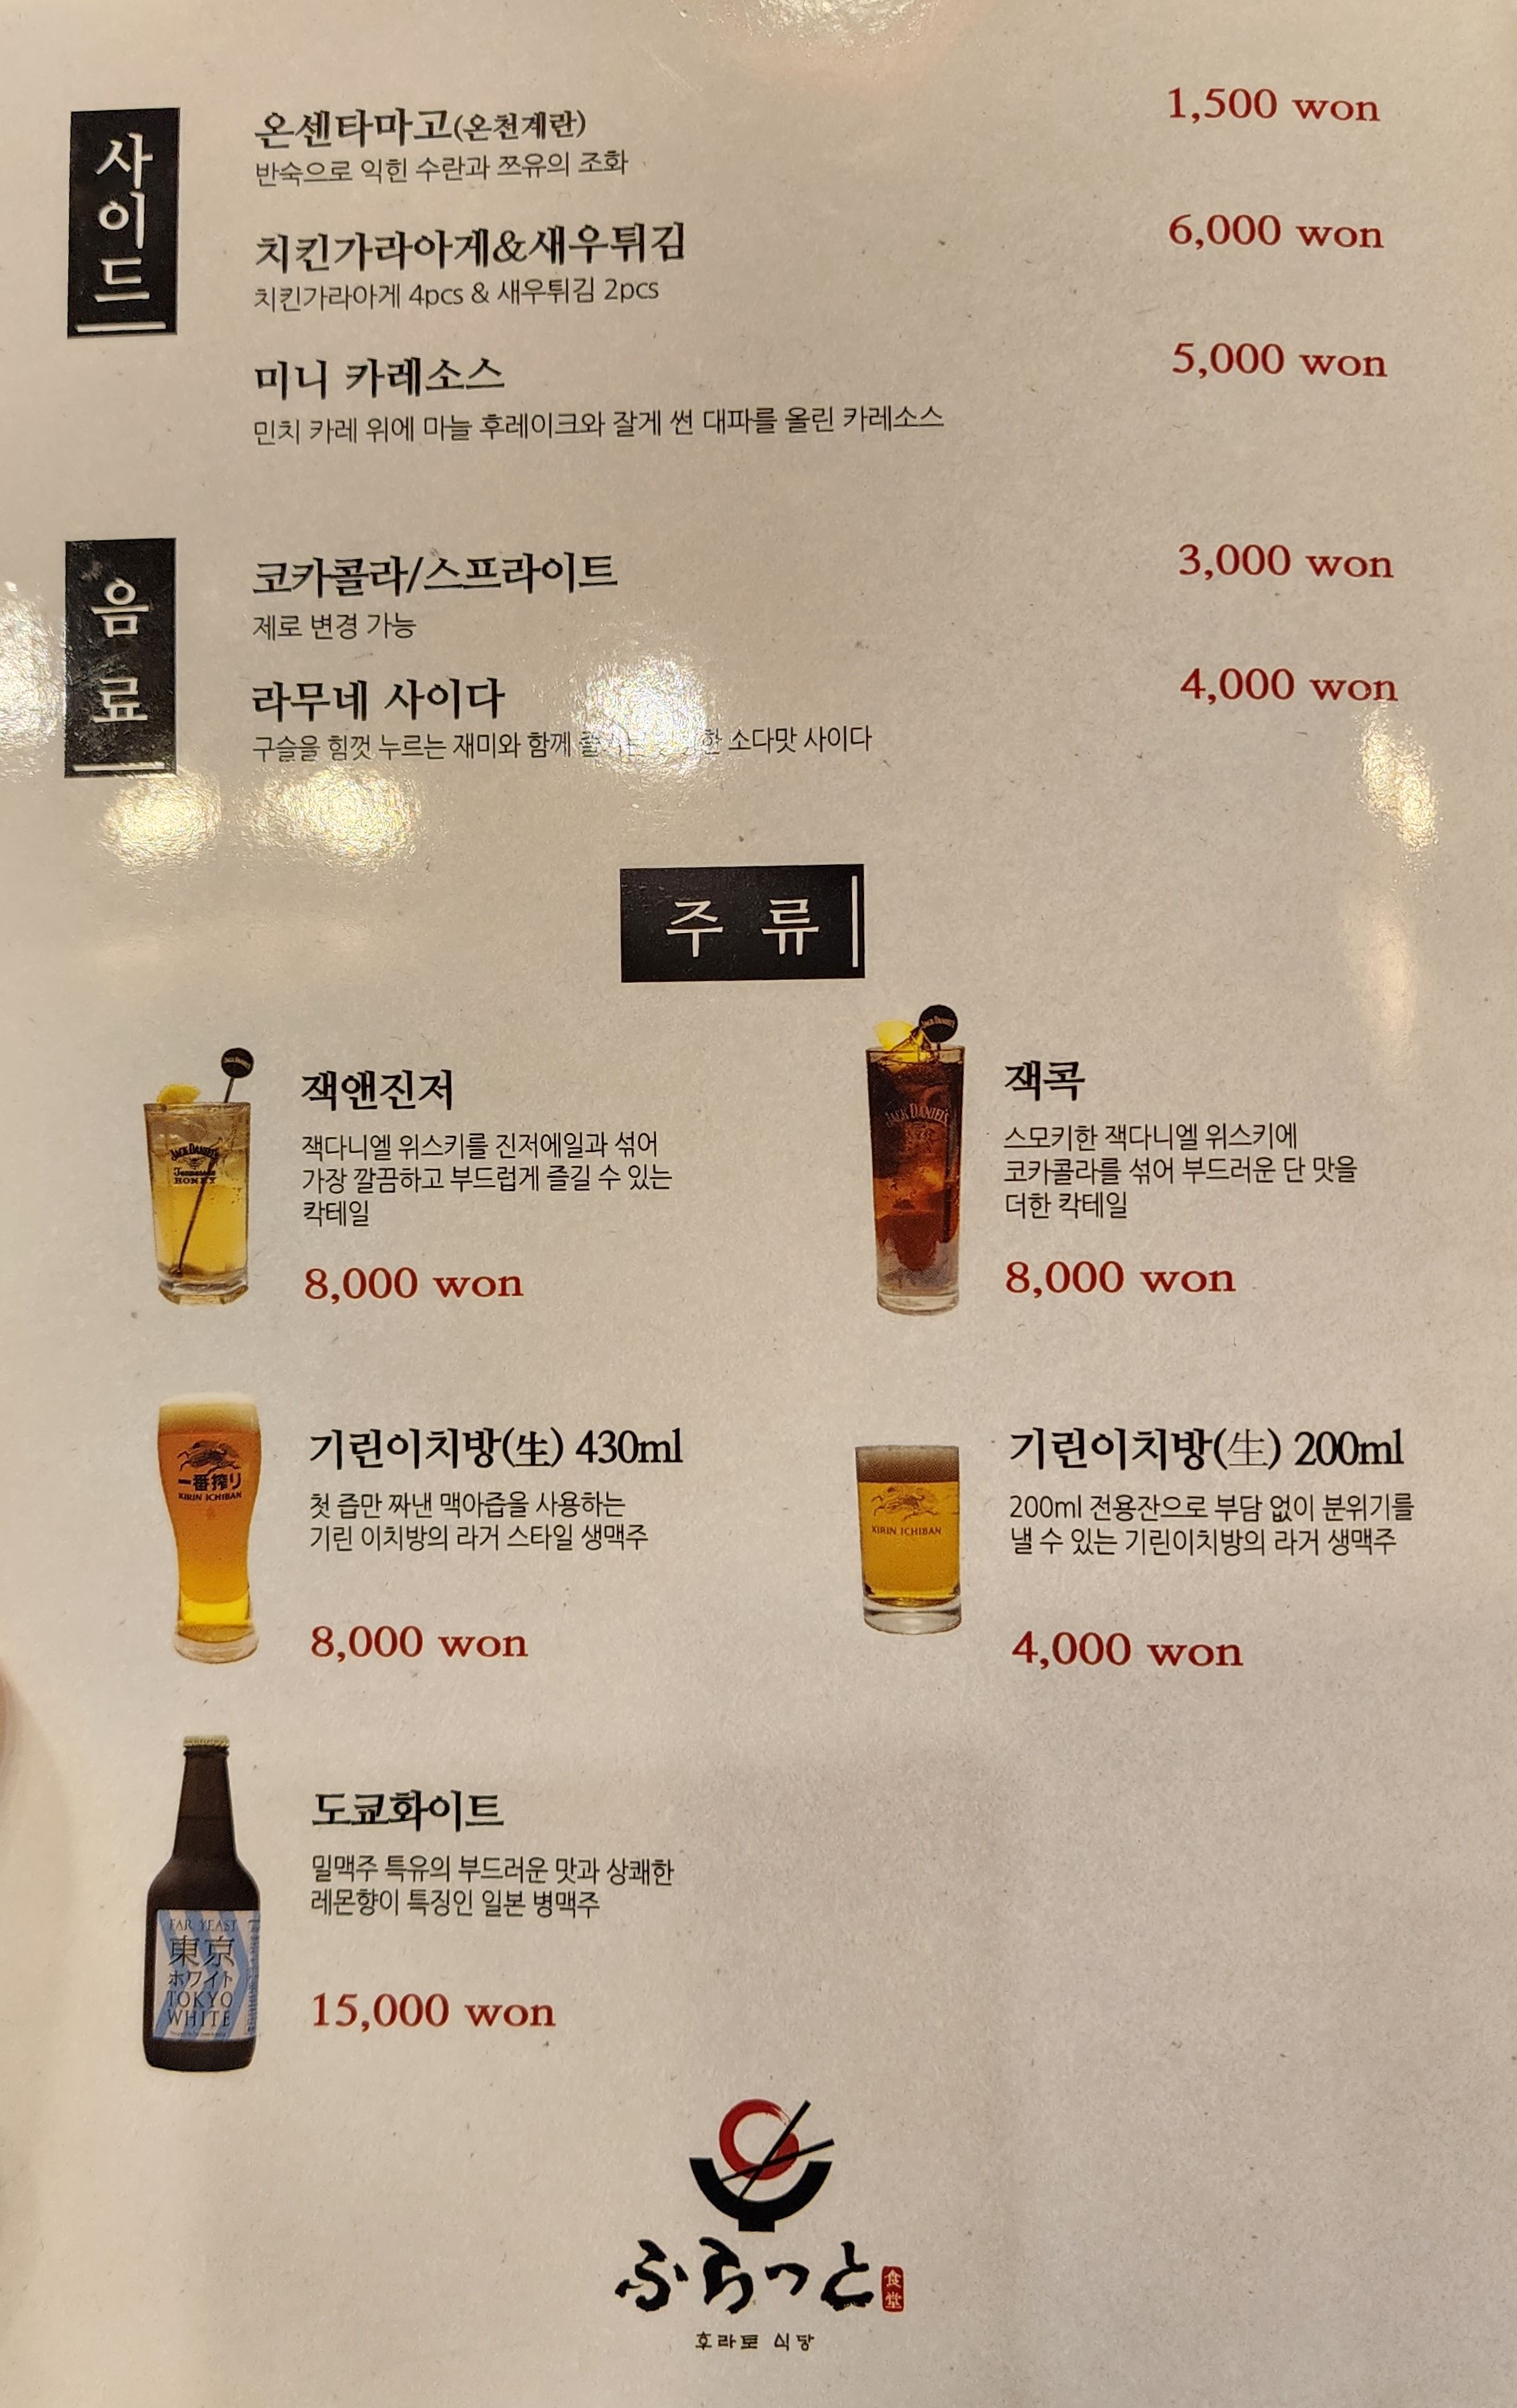 사이드
온센타마고(온천계란)
1,500 won
반숙으로 익힌 수란과 쯔유의 조화
치킨가라아게&새우튀김
6,000 won
치킨가라아게 4pcs & 새우튀김 2pcs
미니 카레소스
5,000 won
민치 카레 위에 마늘 후레이크와 잘게 썬 대파를 올린 카레소스
음료
코카콜라/스프라이트
3,000 won
제로 변경 가능
라무네 사이다
4,000 won
구슬을 힘껏 누르는 재미와 함께 소다맛 사이다
주류
잭앤진저
잭다니엘 위스키를 진저에일과 섞어
가장 깔끔하고 부드럽게 즐길 수 있는
칵테일
8,000 won
JACK DANIEL'S
Tennessee
HONEY
잭콕
스모키한 잭다니엘 위스키에
코카콜라를 섞어 부드러운 단 맛을
더한 칵테일
8,000 won
JACK DANIEL'S
기린이치방(生) 430ml
첫 즙만 짜낸 맥아즙을 사용하는
기린 이치방의 라거 스타일 생맥주
8,000 won
一番搾り
KIRIN ICHIBAN
기린이치방(生) 200ml
200ml 전용잔으로 부담 없이 분위기를
낼 수 있는 기린이치방의 라거 생맥주
4,000 won
KIRIN ICHIBAN
도쿄화이트
밀맥주 특유의 부드러운 맛과 상쾌한
레몬향이 특징인 일본 병맥주
15,000 won
FAR YEAST
東京
ホワイト
TOKYO
WHITE
ふらっと
食堂
후라토 식당